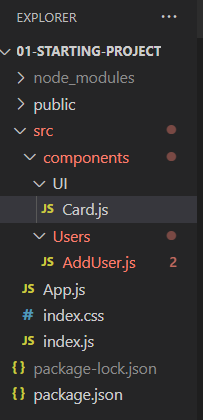 EXPLORER ...
01-STARTING-PROJECT
node_modules
public
src
components
UI
JS Card.js
Users
JS AddUser.js 2
JS App.js
# index.css
JS index.js
{} package-lock.json
{} package.json